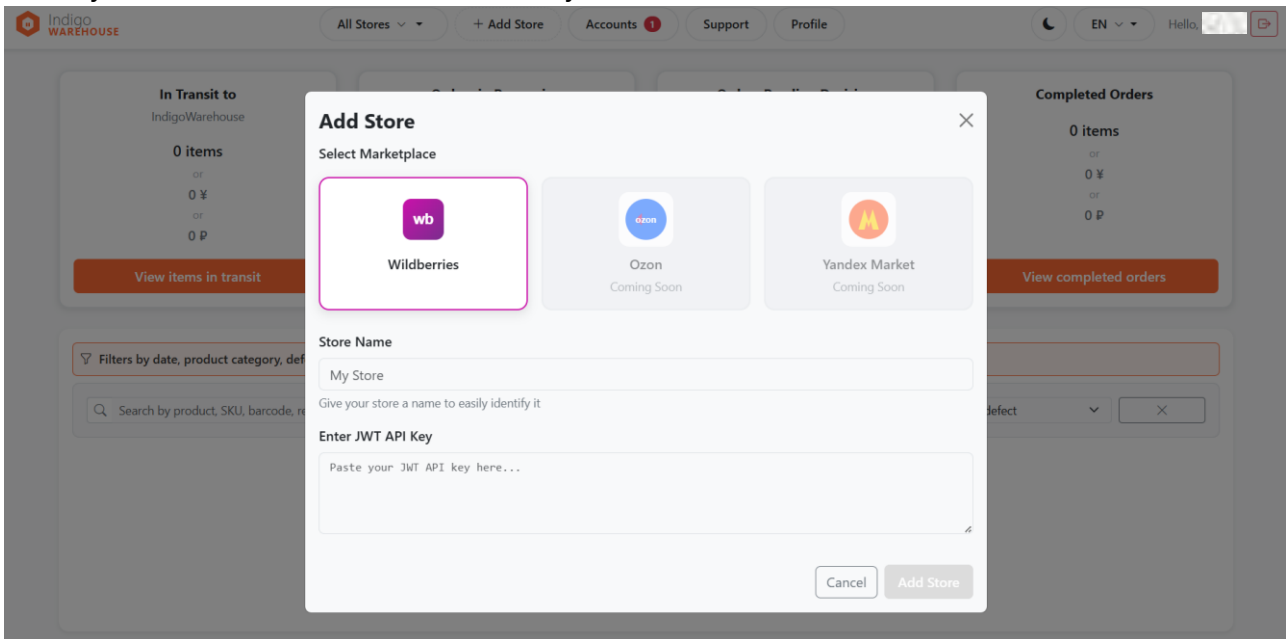 Indigo
WAREHOUSE
All Stores
+ Add Store
Accounts 1
Support
Profile
EN
Hello,
In Transit to
IndigoWarehouse
0 items
or
0 ¥
or
0 ₽
View items in transit
Completed Orders
0 items
or
0 ¥
or
0 ₽
View completed orders
Filters by date, product category, def
Search by product, SKU, barcode, re
defect
Add Store
Select Marketplace
wb
Wildberries
ozon
Ozon
Coming Soon
Yandex Market
Coming Soon
Store Name
My Store
Give your store a name to easily identify it
Enter JWT API Key
Paste your JWT API key here...
Cancel
Add Store